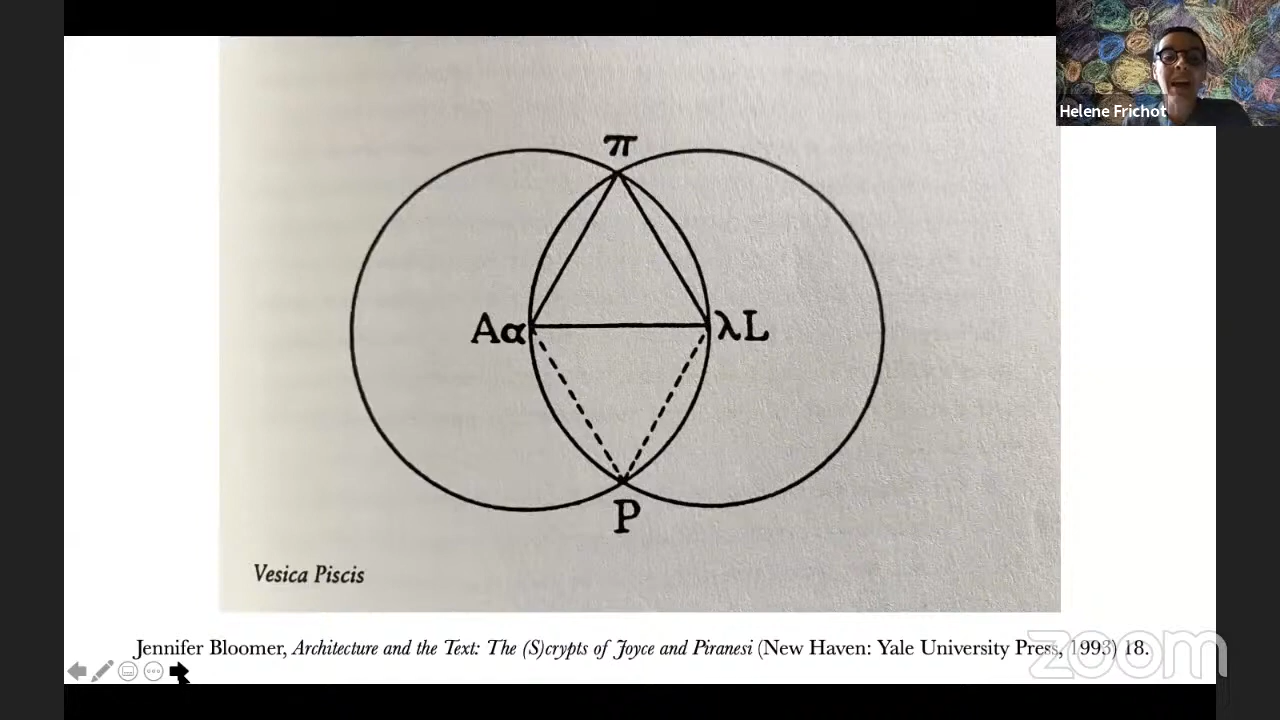 Helene Frichot
π
Aα
λL
P
Vesica Piscis
Jennifer Bloomer, Architecture and the Text: The (S)crypts of Joyce and Piranesi (New Haven: Yale University Press, 1993) 18.
zoom